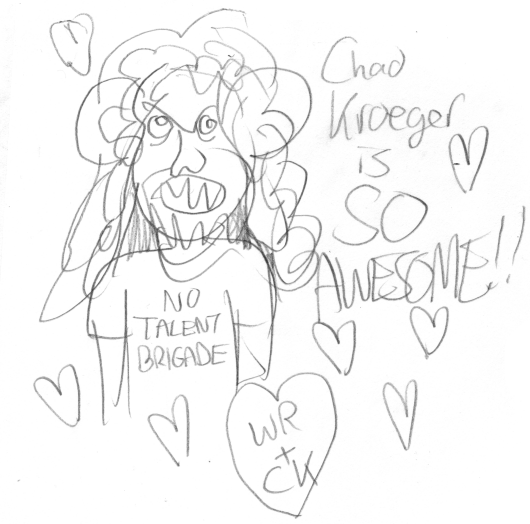 Chad
Kroeger
is
SO
AWESOME!!
NO
TALENT
BRIGADE
WR
+
CK